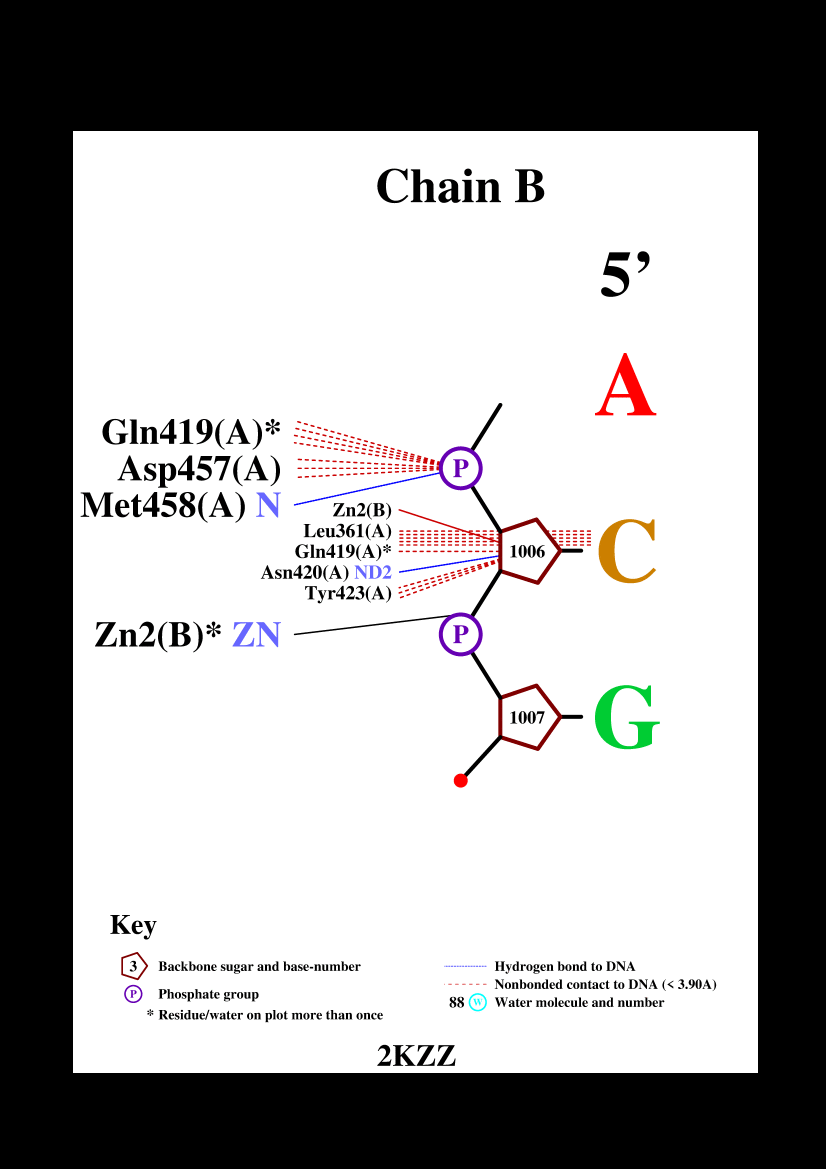 Chain B
5’
A
Gln419(A)*
P
Asp457(A)
Met458(A) N
Zn2(B)
Leu361(A)
Gln419(A)*
1006
C
Asn420(A) ND2
Tyr423(A)
Zn2(B)* ZN
P
1007
G
Key
3 Backbone sugar and base-number
P Phosphate group
* Residue/water on plot more than once
Hydrogen bond to DNA
Nonbonded contact to DNA (< 3.90A)
88 W Water molecule and number
2KZZ